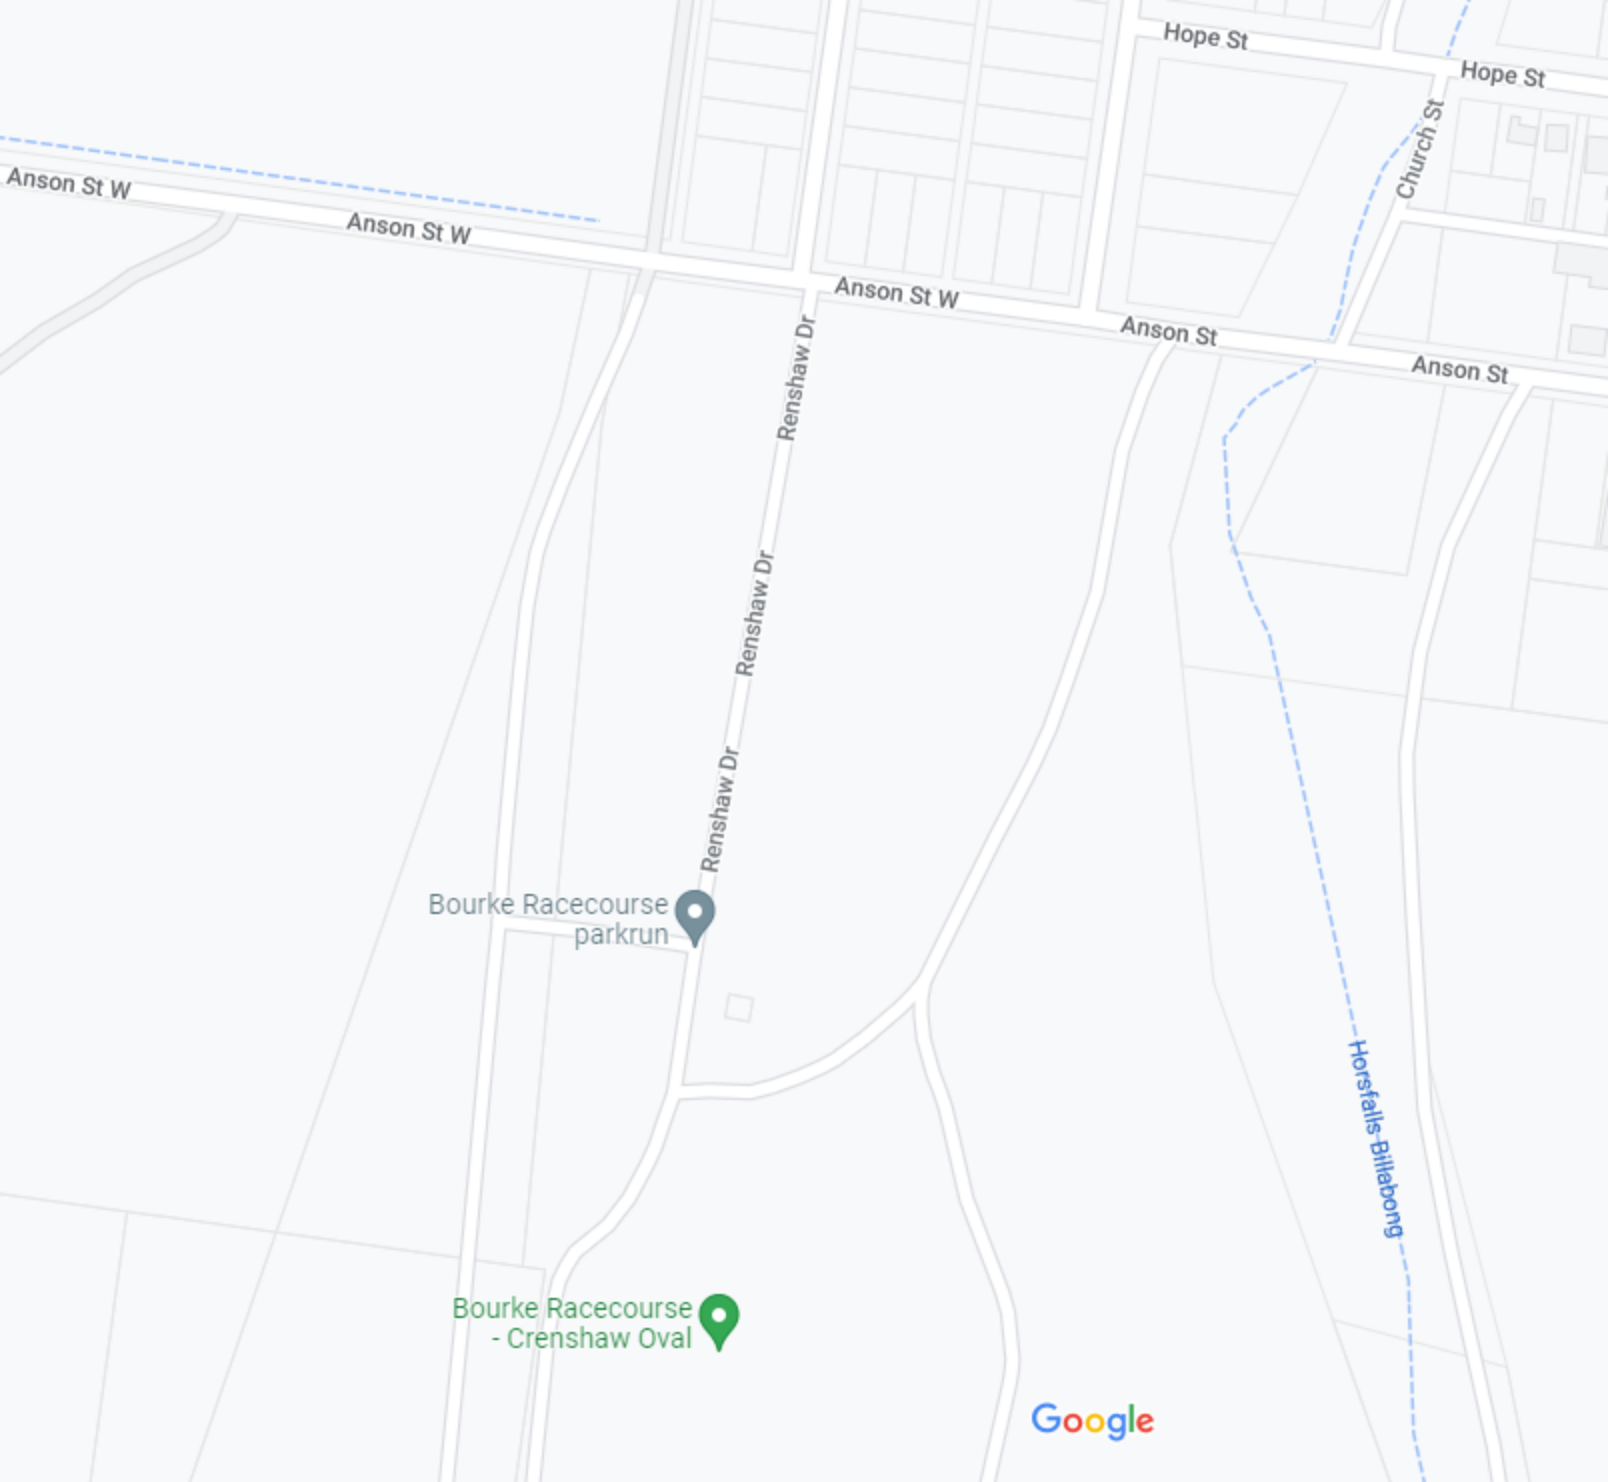 Hope St
Hope St
Church St
Anson St W
Anson St W
Anson St W
Anson St
Anson St
Renshaw Dr
Renshaw Dr
Renshaw Dr
Bourke Racecourse
parkrun
Horsfalls Billabong
Bourke Racecourse
- Crenshaw Oval
Google